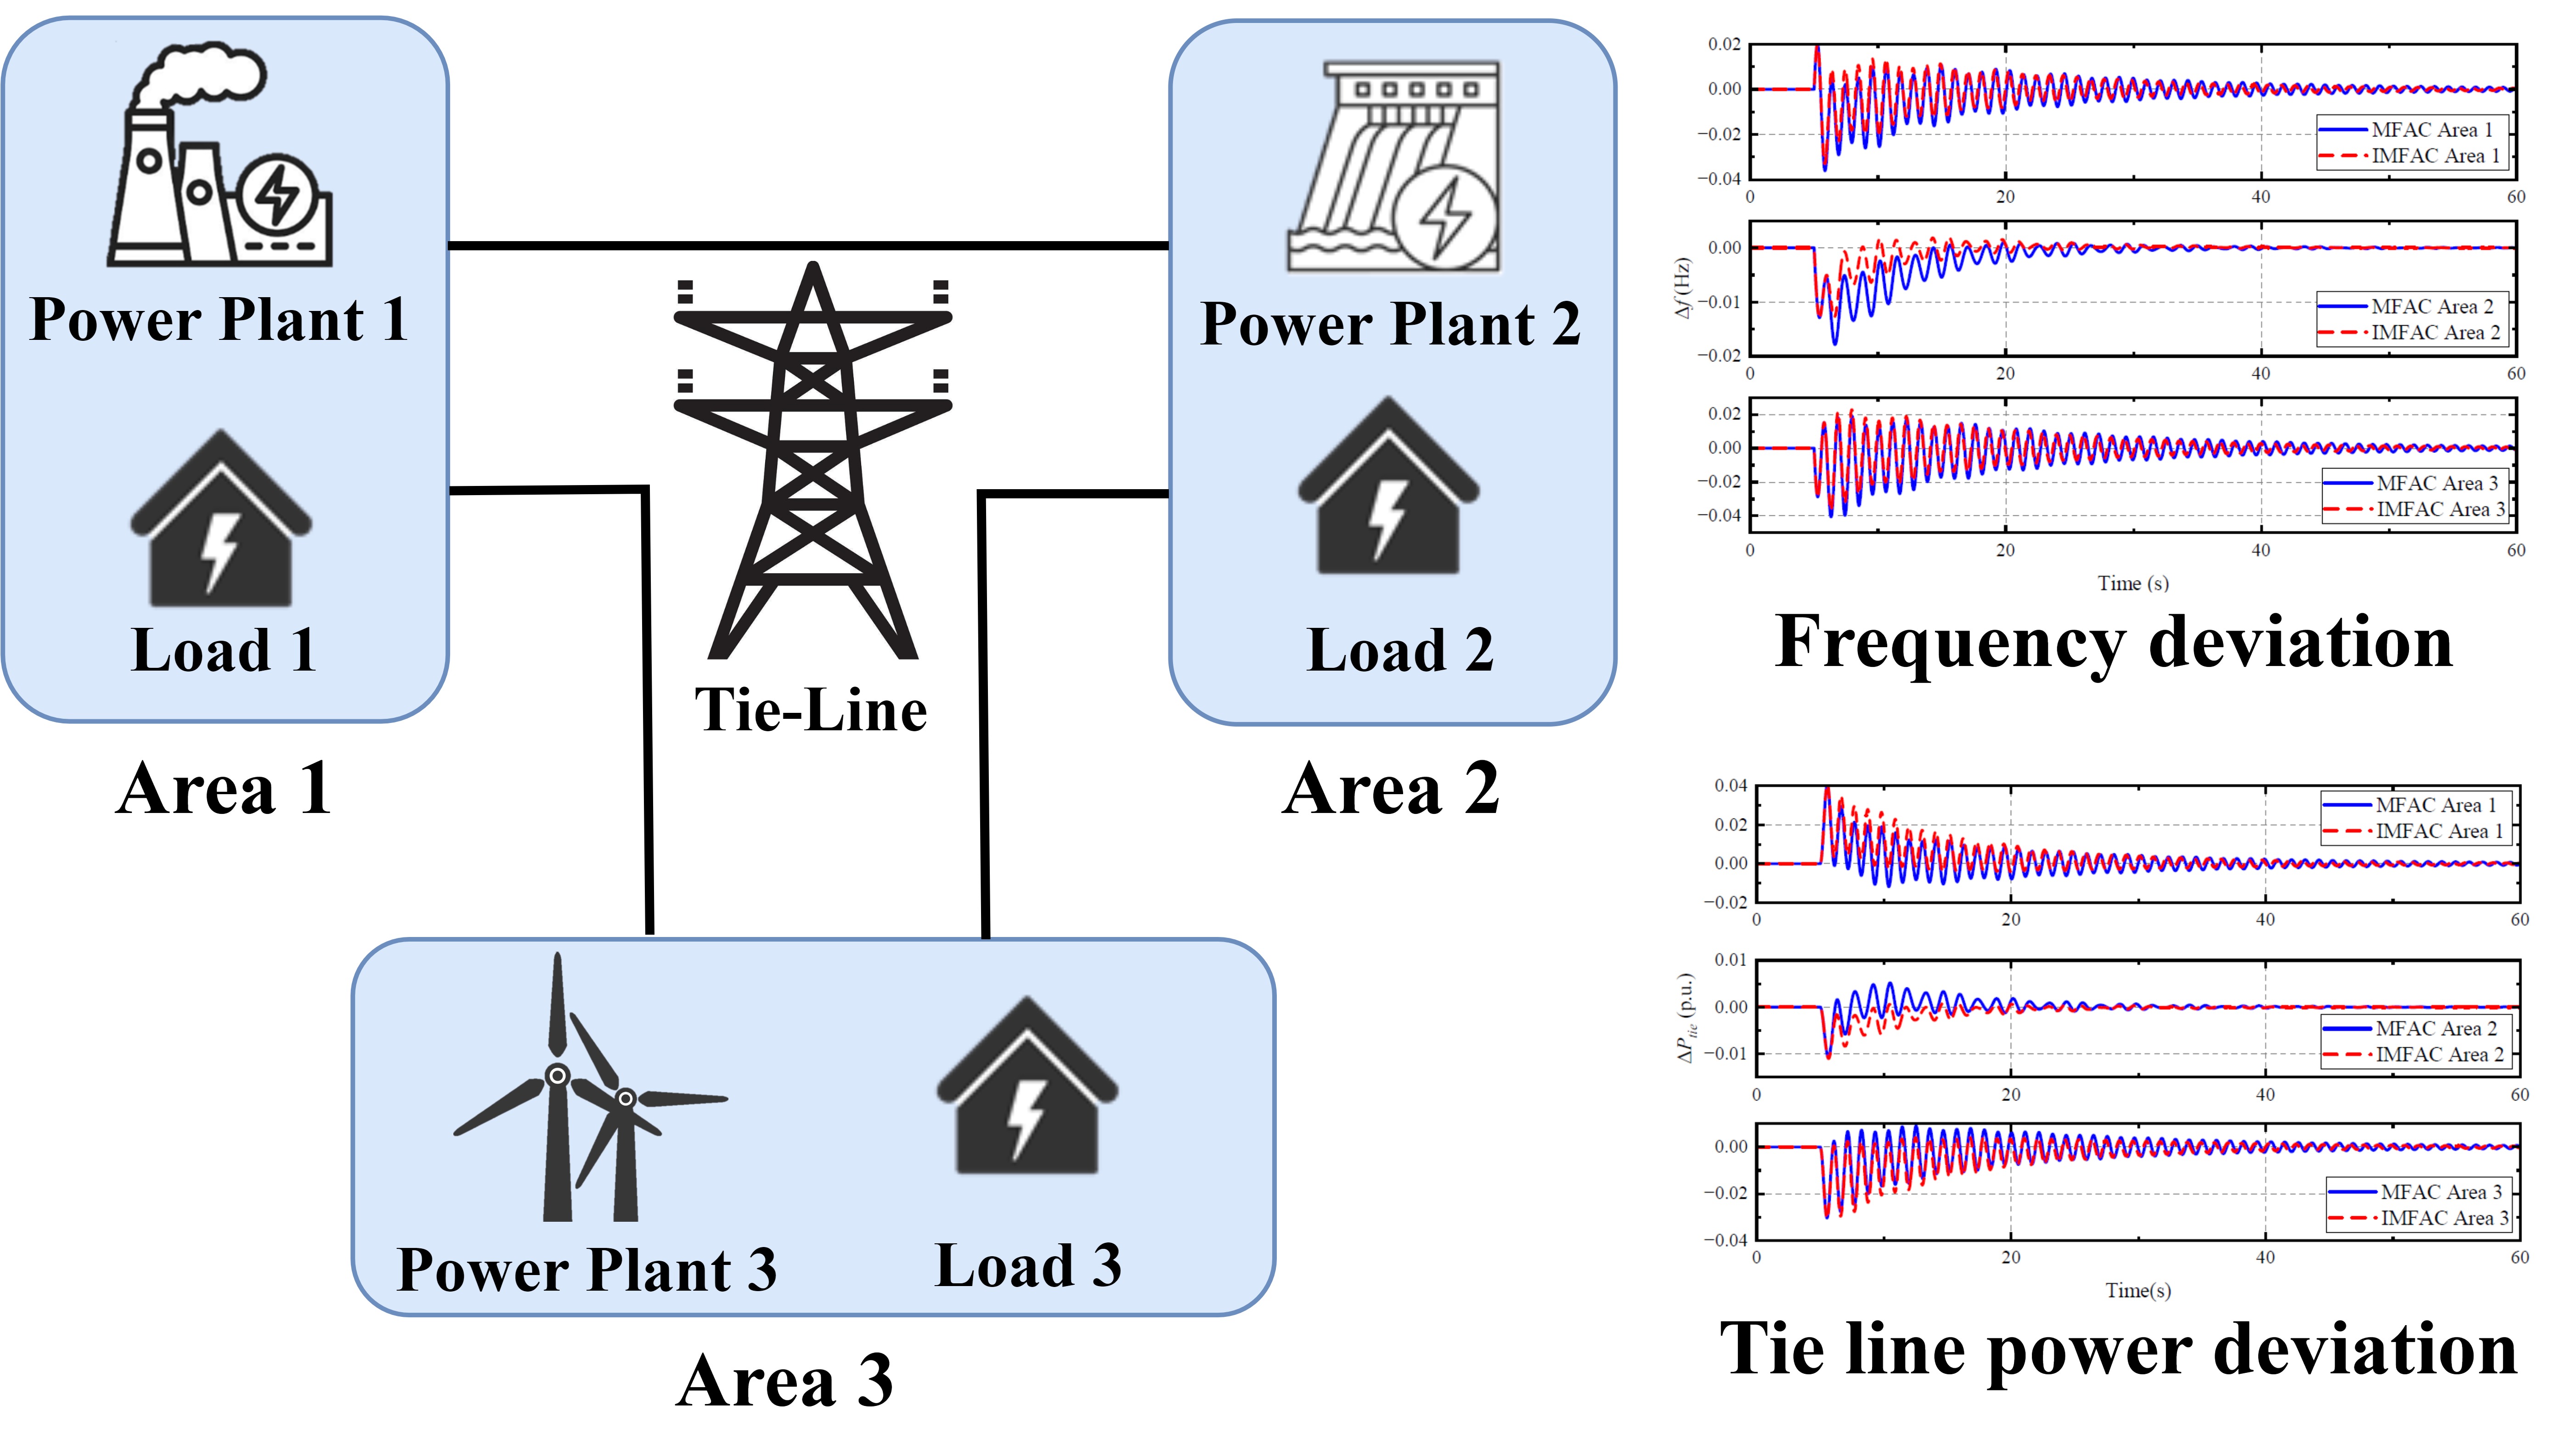 Power Plant 1
Load 1
Area 1
Tie-Line
Power Plant 2
Load 2
Area 2
Power Plant 3
Load 3
Area 3
0.02
0.00
−0.02
−0.04
MFAC Area 1
IMFAC Area 1
0 20 40 60
Δf (Hz)
0.00
−0.01
−0.02
MFAC Area 2
IMFAC Area 2
0 20 40 60
0.02
0.00
−0.02
−0.04
MFAC Area 3
IMFAC Area 3
0 20 40 60
Time (s)
Frequency deviation
0.04
0.02
0.00
−0.02
MFAC Area 1
IMFAC Area 1
0 20 40 60
ΔPtie (p.u.)
0.01
0.00
−0.01
MFAC Area 2
IMFAC Area 2
0 20 40 60
0.00
−0.02
−0.04
MFAC Area 3
IMFAC Area 3
0 20 40 60
Time(s)
Tie line power deviation